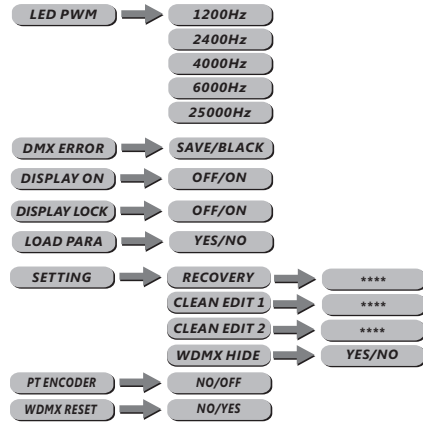 LED PWM 1200Hz
2400Hz
4000Hz
6000Hz
25000Hz
DMX ERROR SAVE/BLACK
DISPLAY ON OFF/ON
DISPLAY LOCK OFF/ON
LOAD PARA YES/NO
SETTING RECOVERY ****
CLEAN EDIT 1 ****
CLEAN EDIT 2 ****
WDMX HIDE YES/NO
PT ENCODER NO/OFF
WDMX RESET NO/YES